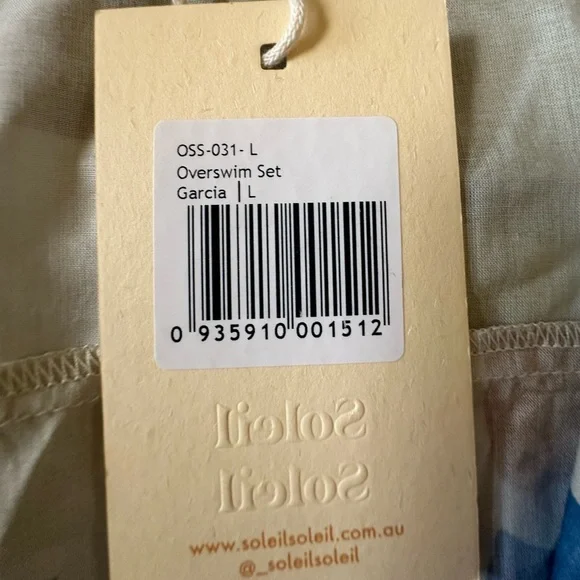 OSS-031- L
Overswim Set
Garcia | L
0 935910 001512
Soleil
Soleil
www.soleilsoleil.com.au
@_soleilsoleil